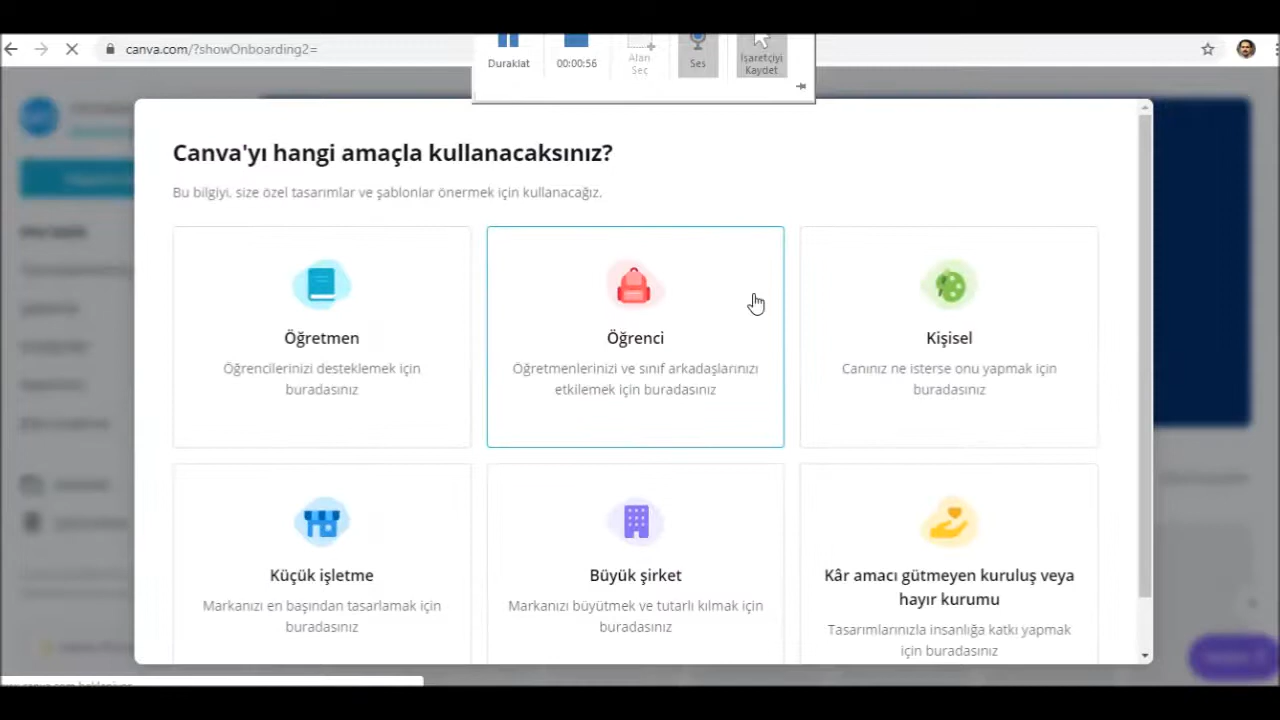 canva.com/?showOnboarding2=
Duraklat
00:00:56
Alan
Seç
Ses
İşaretçiyi
Kaydet
Canva'yı hangi amaçla kullanacaksınız?
Bu bilgiyi, size özel tasarımlar ve şablonlar önermek için kullanacağız.
Öğretmen
Öğrencilerinizi desteklemek için
buradasınız
Öğrenci
Öğretmenlerinizi ve sınıf arkadaşlarınızı
etkilemek için buradasınız
Kişisel
Canınız ne isterse onu yapmak için
buradasınız
Küçük işletme
Markanızı en başından tasarlamak için
buradasınız
Büyük şirket
Markanızı büyütmek ve tutarlı kılmak için
buradasınız
Kâr amacı gütmeyen kuruluş veya
hayır kurumu
Tasarımlarınızla insanlığa katkı yapmak
için buradasınız